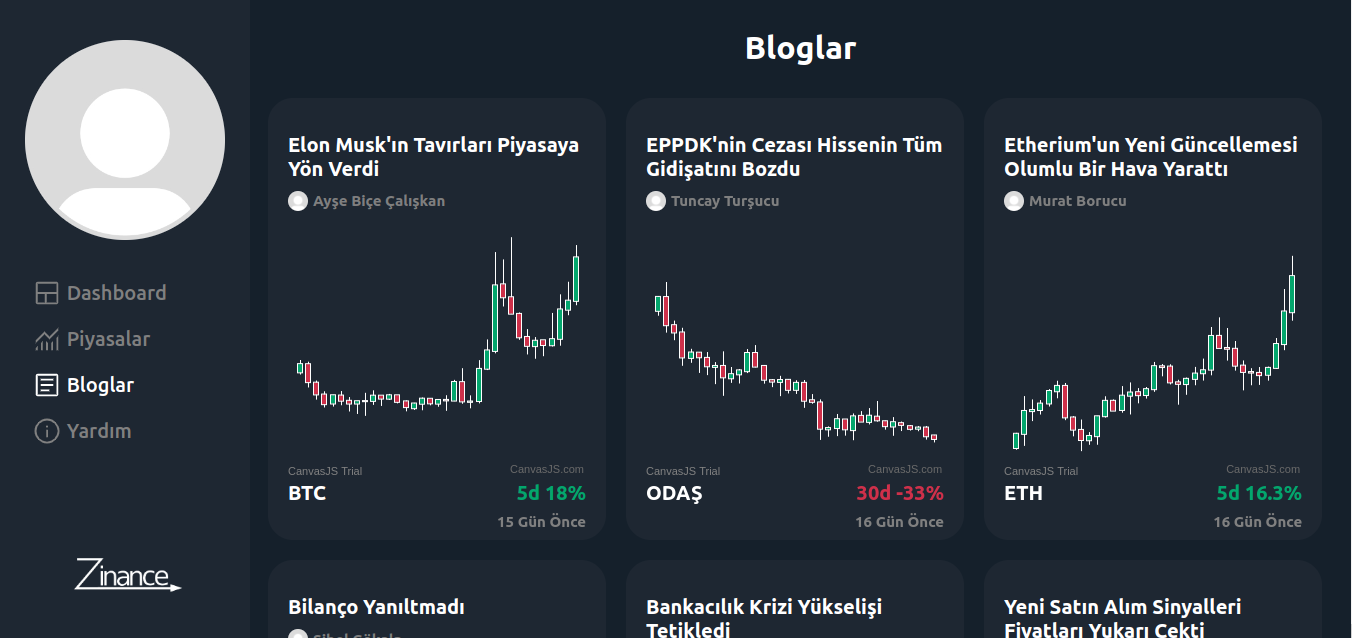 Bloglar
Dashboard
Piyasalar
Bloglar
Yardım
Zinance
Elon Musk'ın Tavırları Piyasaya
Yön Verdi
Ayşe Biçe Çalışkan
CanvasJS Trial
CanvasJS.com
BTC
5d 18%
15 Gün Önce
EPPDK'nin Cezası Hissenin Tüm
Gidişatını Bozdu
Tuncay Turşucu
CanvasJS Trial
CanvasJS.com
ODAŞ
30d -33%
16 Gün Önce
Etherium'un Yeni Güncellemesi
Olumlu Bir Hava Yarattı
Murat Borucu
CanvasJS Trial
CanvasJS.com
ETH
5d 16.3%
16 Gün Önce
Bilanço Yanıltmadı
Bankacılık Krizi Yükselişi
Tetikledi
Yeni Satın Alım Sinyalleri
Fiyatları Yukarı Çekti